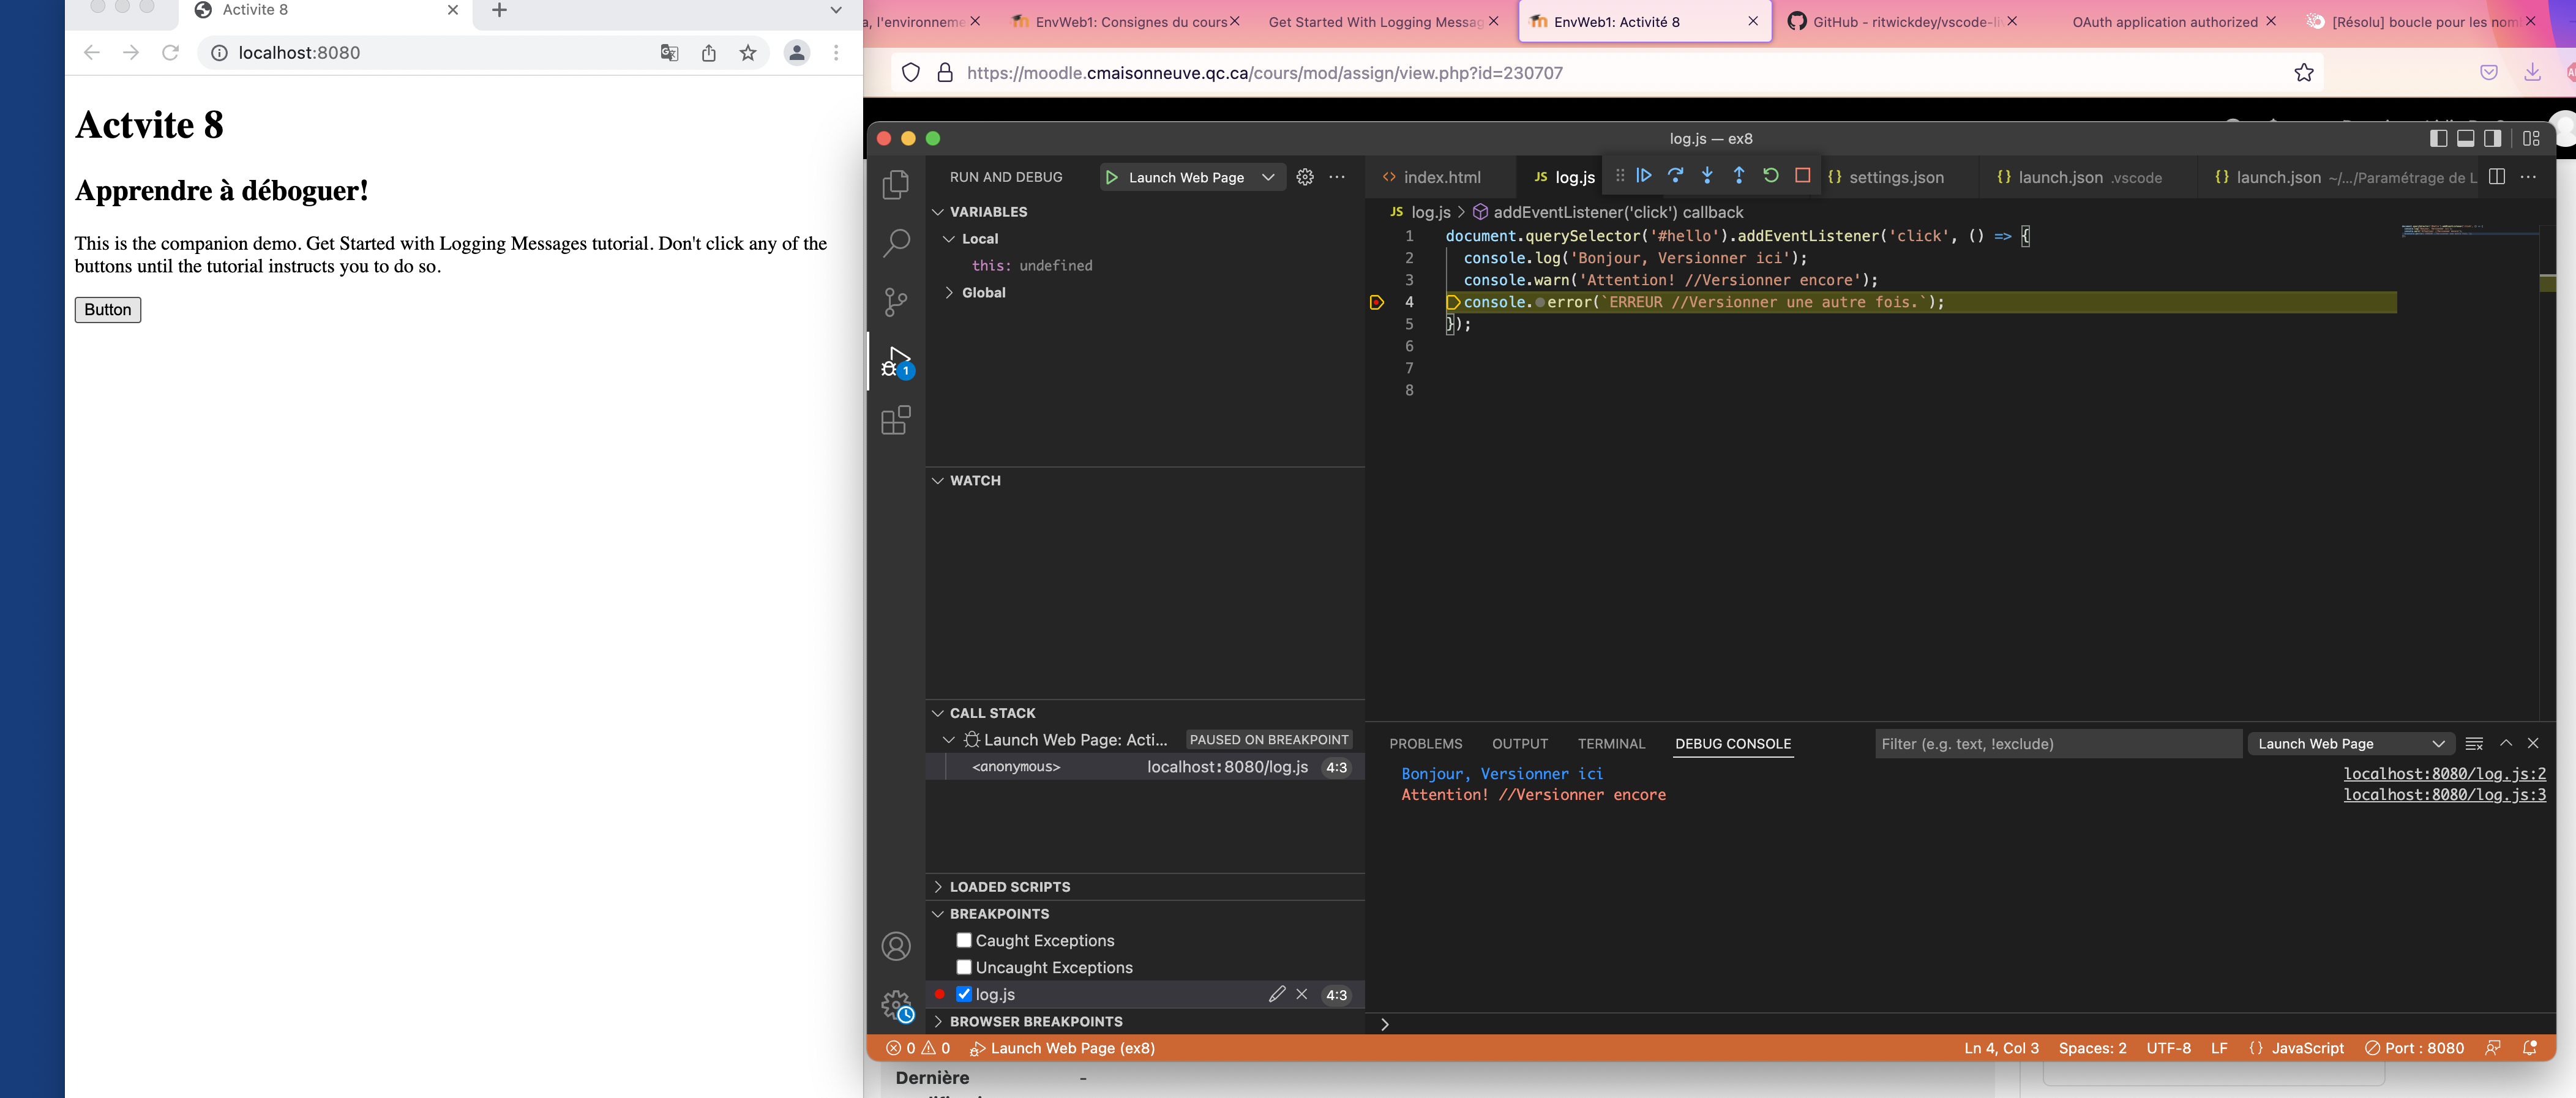 Activite 8
localhost:8080
Actvite 8
Apprendre à déboguer!
This is the companion demo. Get Started with Logging Messages tutorial. Don't click any of the
buttons until the tutorial instructs you to do so.
Button
a, l'environneme
EnvWeb1: Consignes du cours
Get Started With Logging Messag
EnvWeb1: Activité 8
GitHub - ritwickdey/vscode-li
OAuth application authorized
[Résolu] boucle pour les nom
https://moodle.cmaisonneuve.qc.ca/cours/mod/assign/view.php?id=230707
log.js — ex8
RUN AND DEBUG
Launch Web Page
index.html
JS log.js
{} settings.json
{} launch.json .vscode
{} launch.json ~/.../Paramétrage de L
VARIABLES
Local
this: undefined
Global
JS log.js > addEventListener('click') callback
1 document.querySelector('#hello').addEventListener('click', () => {
2 console.log('Bonjour, Versionner ici');
3 console.warn('Attention! //Versionner encore');
4 console.error(`ERREUR //Versionner une autre fois.`);
5 });
6
7
8
1
WATCH
CALL STACK
Launch Web Page: Acti... PAUSED ON BREAKPOINT
<anonymous> localhost:8080/log.js 4:3
LOADED SCRIPTS
BREAKPOINTS
Caught Exceptions
Uncaught Exceptions
log.js 4:3
BROWSER BREAKPOINTS
PROBLEMS OUTPUT TERMINAL DEBUG CONSOLE
Filter (e.g. text, !exclude)
Launch Web Page
Bonjour, Versionner ici localhost:8080/log.js:2
Attention! //Versionner encore localhost:8080/log.js:3
0 0 Launch Web Page (ex8)
Ln 4, Col 3 Spaces: 2 UTF-8 LF {} JavaScript Port : 8080
Dernière -